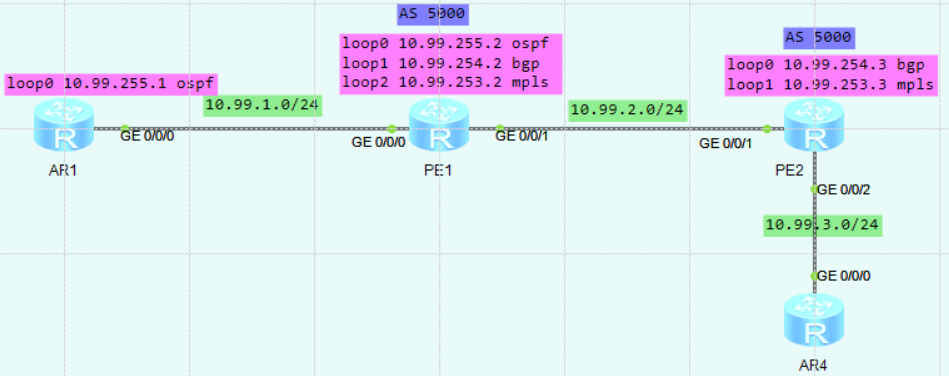 AS 5000
AS 5000
loop0 10.99.255.2 ospf
loop1 10.99.254.2 bgp
loop2 10.99.253.2 mpls
loop0 10.99.254.3 bgp
loop1 10.99.253.3 mpls
loop0 10.99.255.1 ospf
10.99.1.0/24
10.99.2.0/24
R
GE 0/0/0
GE 0/0/0
R
GE 0/0/1
GE 0/0/1
R
AR1
PE1
PE2
GE 0/0/2
10.99.3.0/24
GE 0/0/0
R
AR4